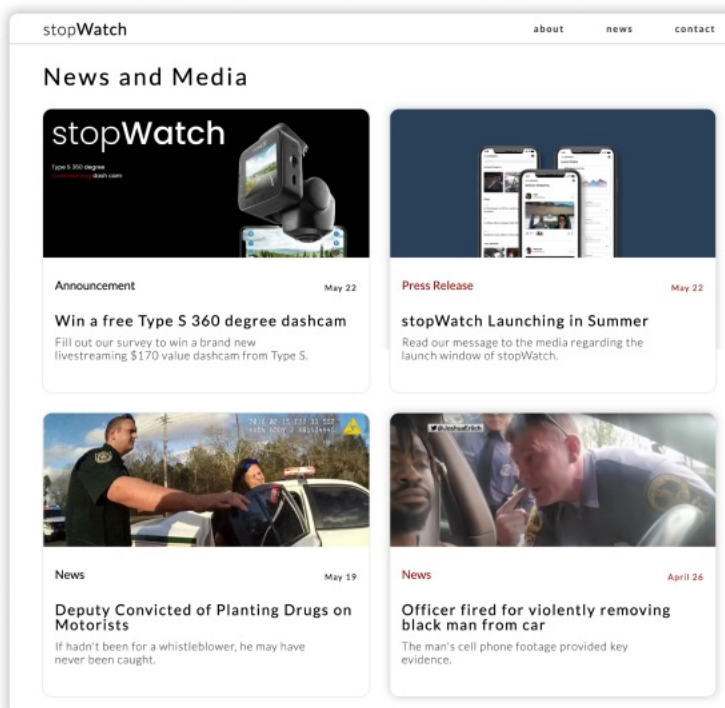 stopWatch
about news contact
News and Media
stopWatch
Type S 360 degree
dash cam
Announcement May 22
Win a free Type S 360 degree dashcam
Fill out our survey to win a brand new
livestreaming $170 value dashcam from Type S.
Press Release May 22
stopWatch Launching in Summer
Read our message to the media regarding the
launch window of stopWatch.
@JoshuaErlich
News May 19
Deputy Convicted of Planting Drugs on
Motorists
If hadn't been for a whistleblower, he may have
never been caught.
News April 26
Officer fired for violently removing
black man from car
The man's cell phone footage provided key
evidence.